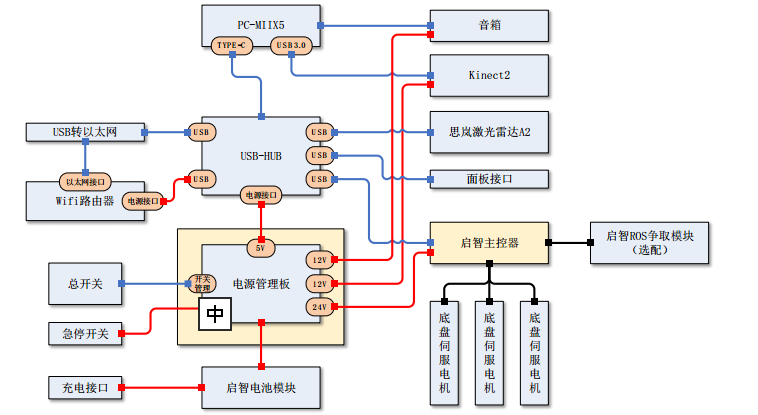 PC-MIIX5
TYPE-C
USB3.0
音箱
Kinect2
USB转以太网
USB
USB
思岚激光雷达A2
USB-HUB
USB
面板接口
以太网接口
Wifi路由器
电源接口
USB
USB
电源接口
5V
启智主控器
启智ROS争取模块
（选配）
12V
总开关
开关
管理
电源管理板
12V
24V
中
急停开关
底盘伺服电机
底盘伺服电机
底盘伺服电机
充电接口
启智电池模块